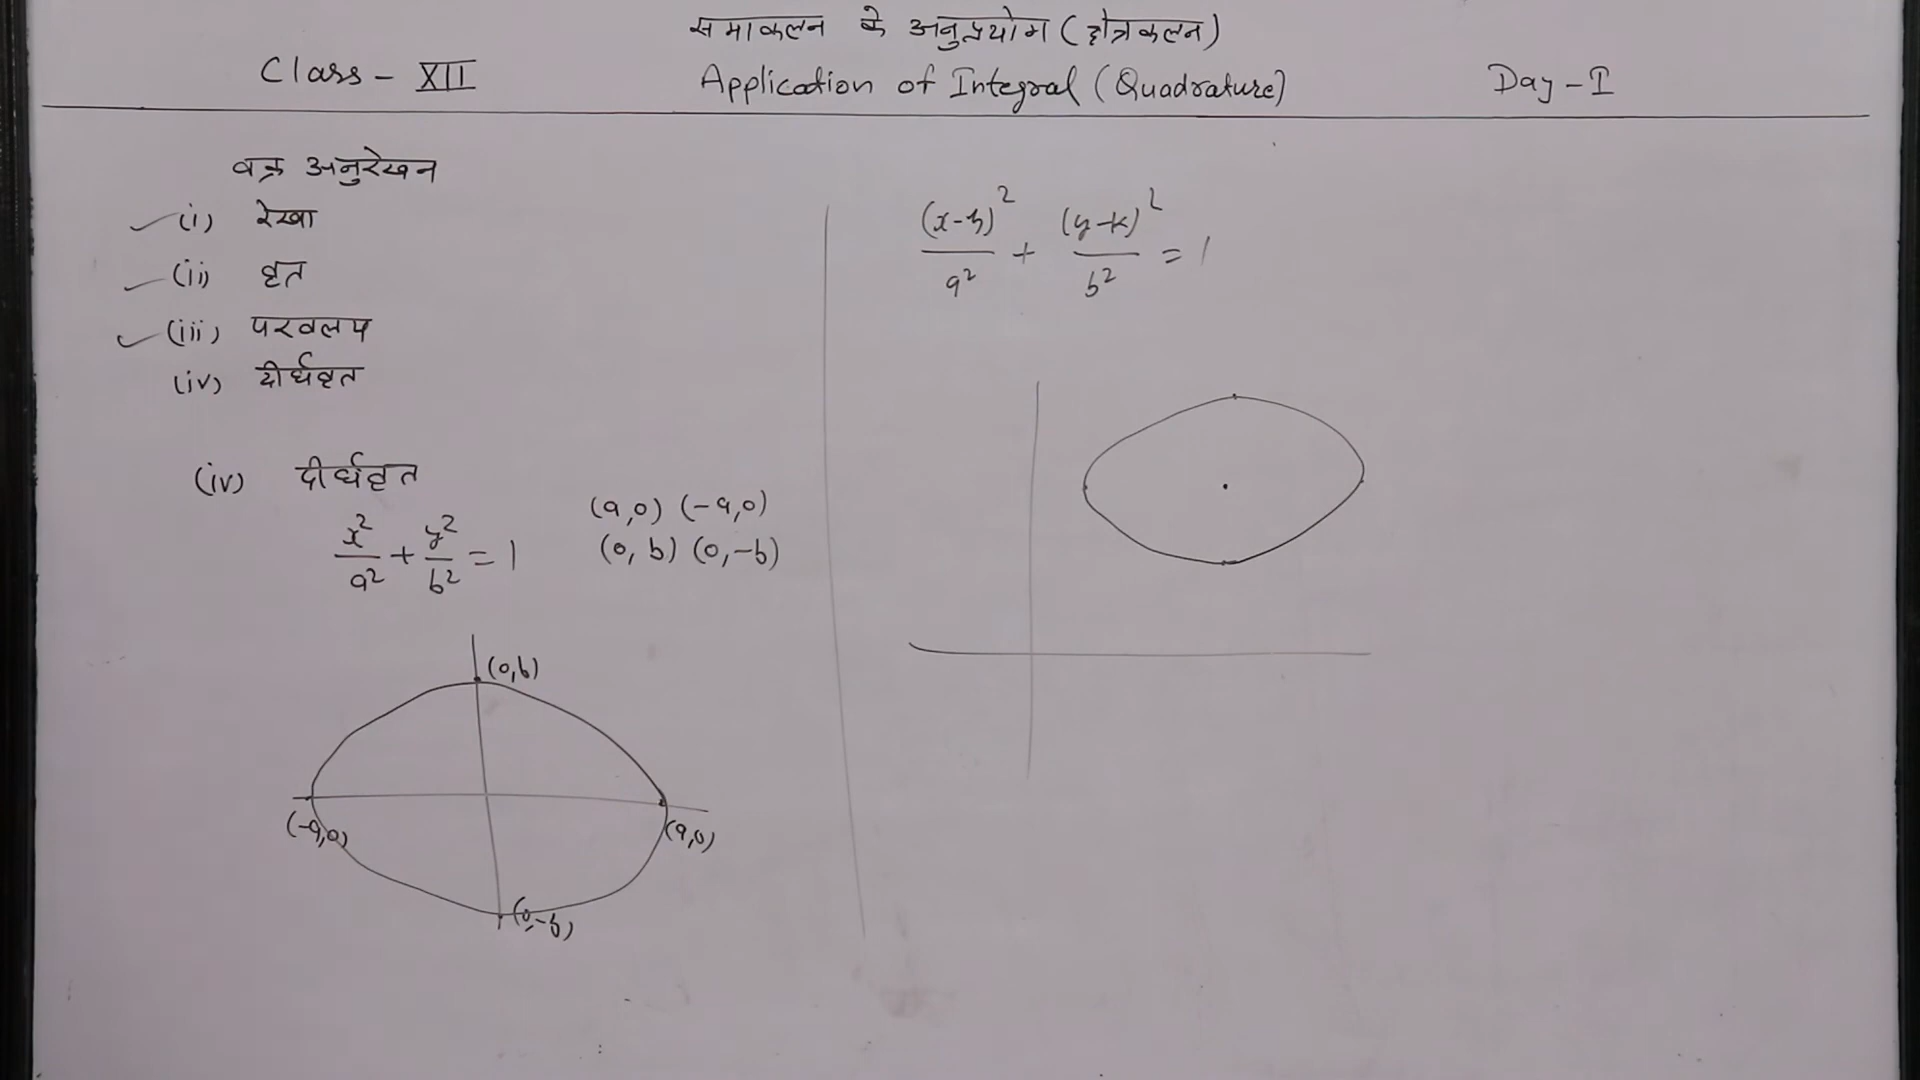 समाकलन के अनुप्रयोग (क्षेत्रकलन)
Class - XII Application of Integral (Quadrature) Day - I
वक्र अनुरेखन
(i) रेखा
(ii) वृत
(iii) परवलय
(iv) दीर्घवृत
(iv) दीर्घवृत
x²/a² + y²/b² = 1
(a,0) (-a,0)
(0, b) (0,-b)
(0,b)
(-a,0) (a,0)
(0,-b)
(x-h)²/a² + (y-k)²/b² = 1